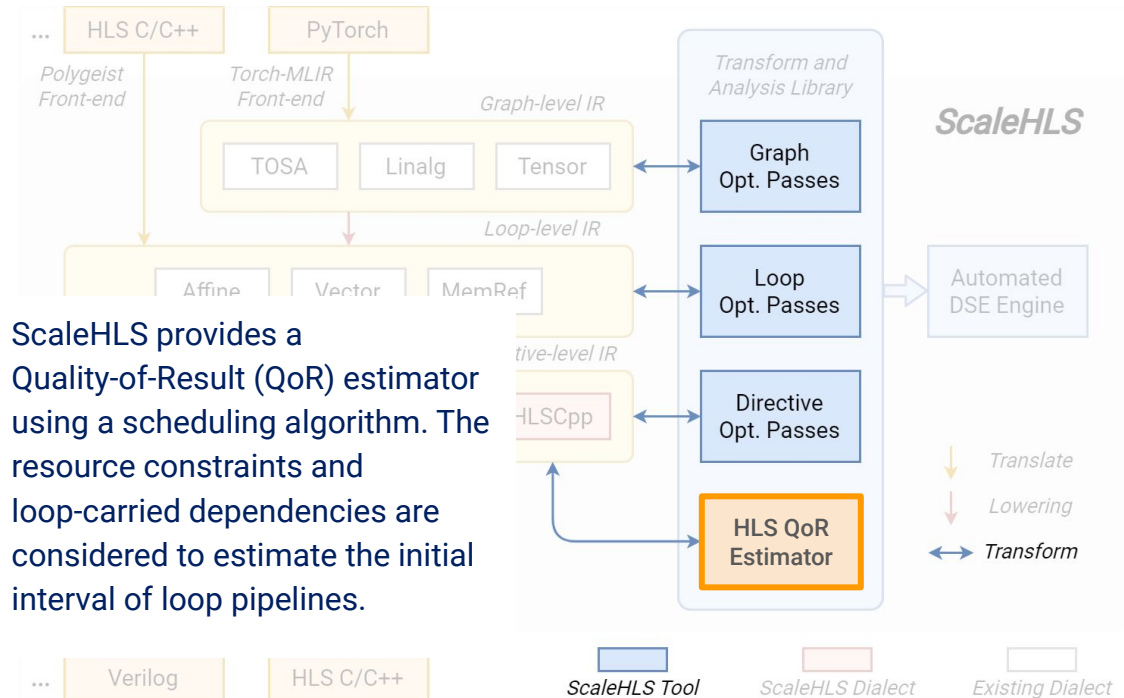 ... HLS C/C++ PyTorch
Polygeist
Front-end
Torch-MLIR
Front-end
Graph-level IR
TOSA Linalg Tensor
Loop-level IR
Affine Vector MemRef
tive-level IR
HLSCpp
Transform and
Analysis Library
Graph
Opt. Passes
Loop
Opt. Passes
Directive
Opt. Passes
HLS QoR
Estimator
ScaleHLS
Automated
DSE Engine
Translate
Lowering
Transform
ScaleHLS provides a
Quality-of-Result (QoR) estimator
using a scheduling algorithm. The
resource constraints and
loop-carried dependencies are
considered to estimate the initial
interval of loop pipelines.
... Verilog HLS C/C++
ScaleHLS Tool ScaleHLS Dialect Existing Dialect